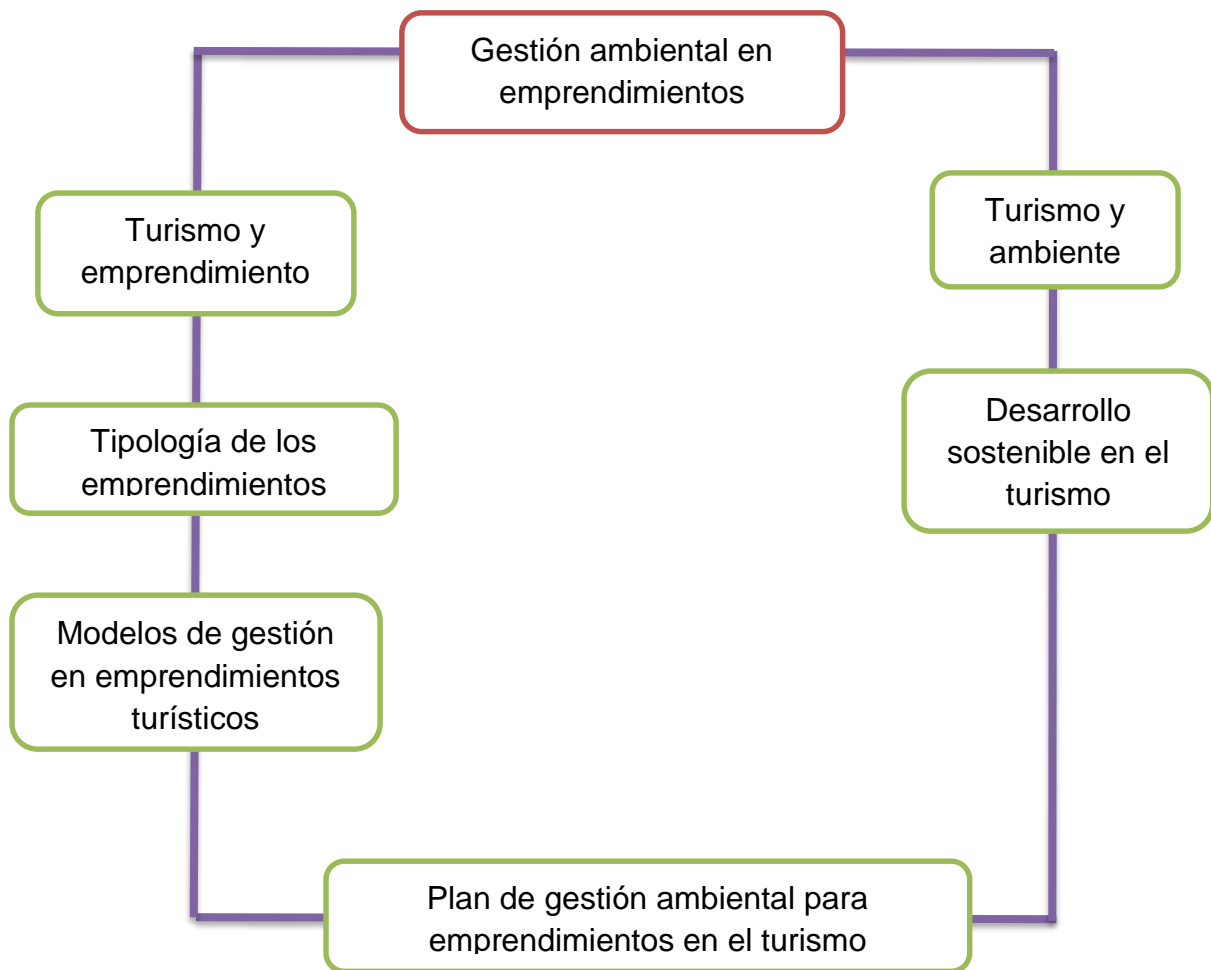 Gestión ambiental en
emprendimientos
Turismo y
emprendimiento
Turismo y
ambiente
Tipología de los
emprendimientos
Desarrollo
sostenible en el
turismo
Modelos de gestión
en emprendimientos
turísticos
Plan de gestión ambiental para
emprendimientos en el turismo